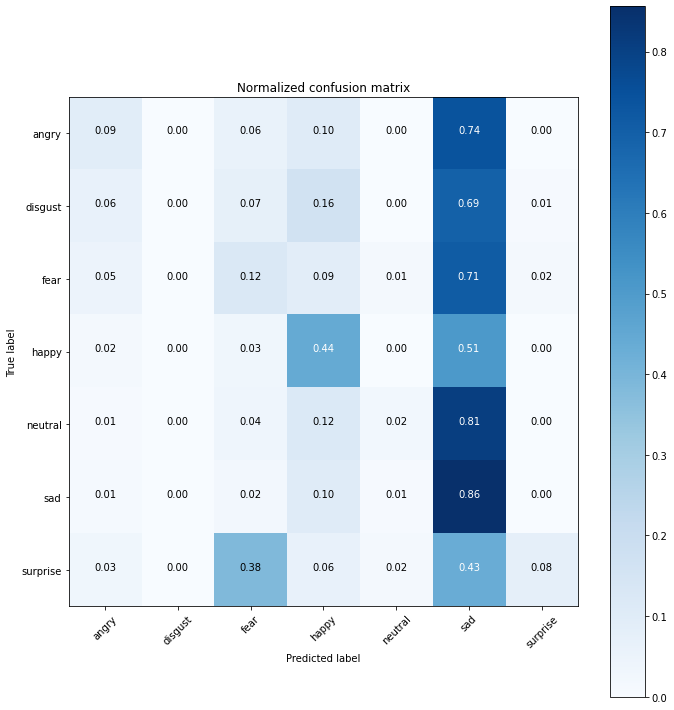 Normalized confusion matrix
True label
angry 0.09 0.00 0.06 0.10 0.00 0.74 0.00
disgust 0.06 0.00 0.07 0.16 0.00 0.69 0.01
fear 0.05 0.00 0.12 0.09 0.01 0.71 0.02
happy 0.02 0.00 0.03 0.44 0.00 0.51 0.00
neutral 0.01 0.00 0.04 0.12 0.02 0.81 0.00
sad 0.01 0.00 0.02 0.10 0.01 0.86 0.00
surprise 0.03 0.00 0.38 0.06 0.02 0.43 0.08
angry disgust fear happy neutral sad surprise
Predicted label
0.8
0.7
0.6
0.5
0.4
0.3
0.2
0.1
0.0